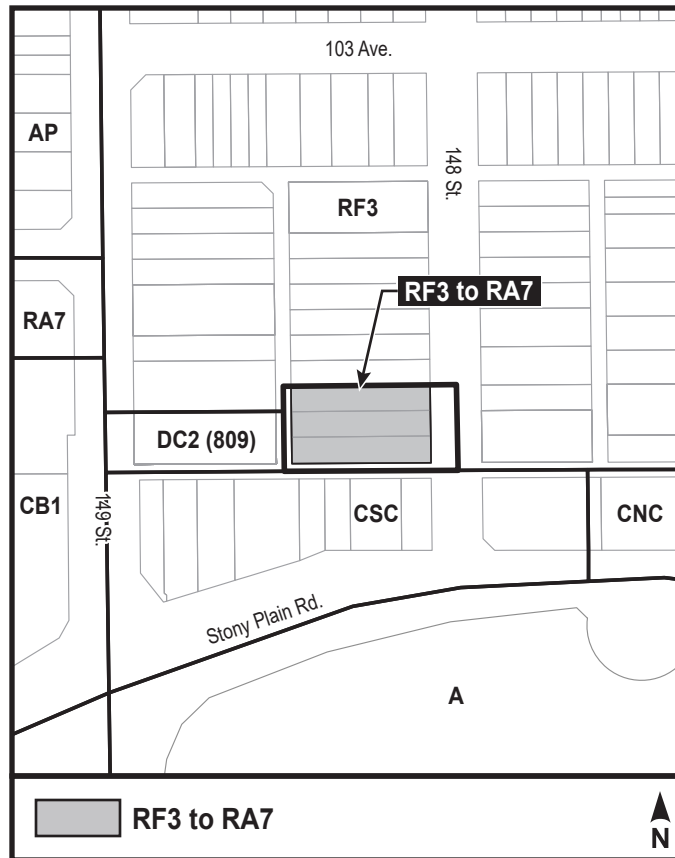 103 Ave.
AP
148 St.
RF3
RF3 to RA7
RA7
DC2 (809)
CB1
149 St.
CSC
CNC
Stony Plain Rd.
A
RF3 to RA7
N